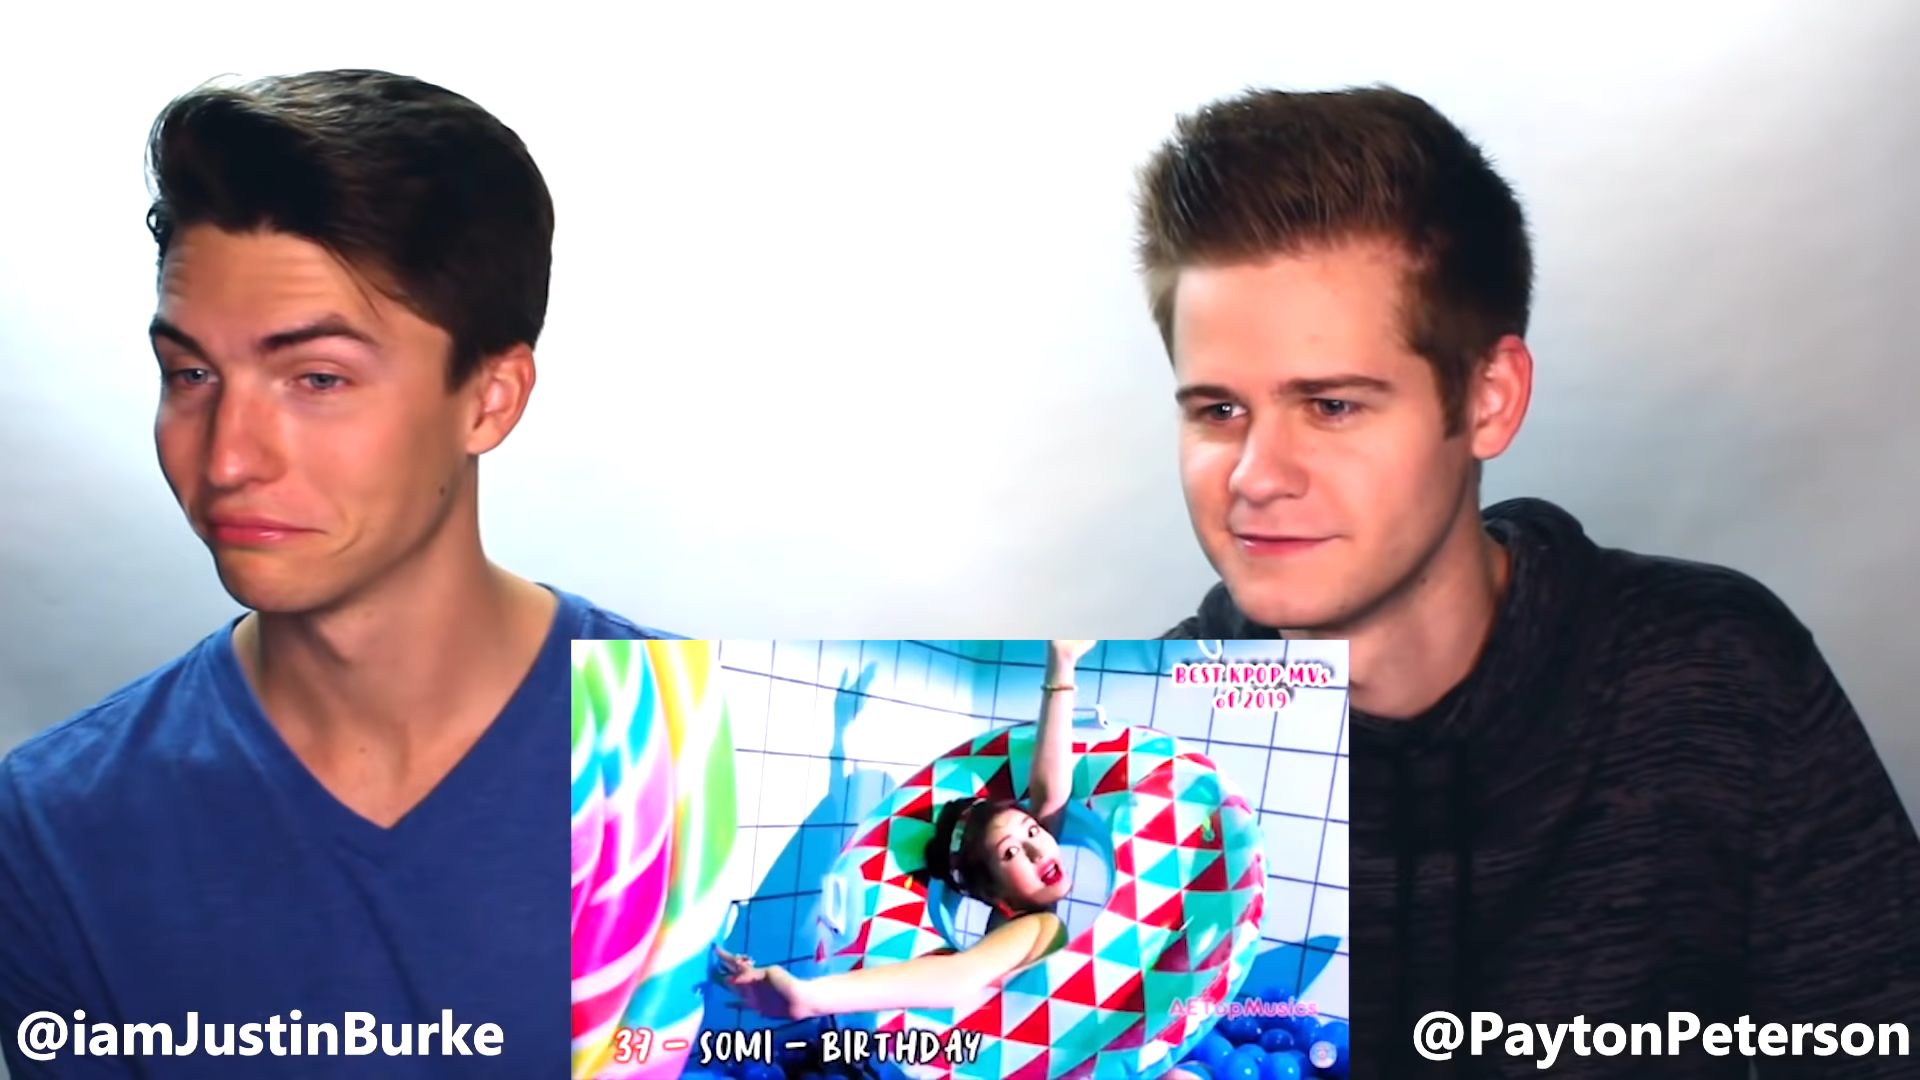 BEST KPOP MVs
of 2019
AETopMusics
37 - SOMI - BIRTHDAY
@iamJustinBurke
@PaytonPeterson